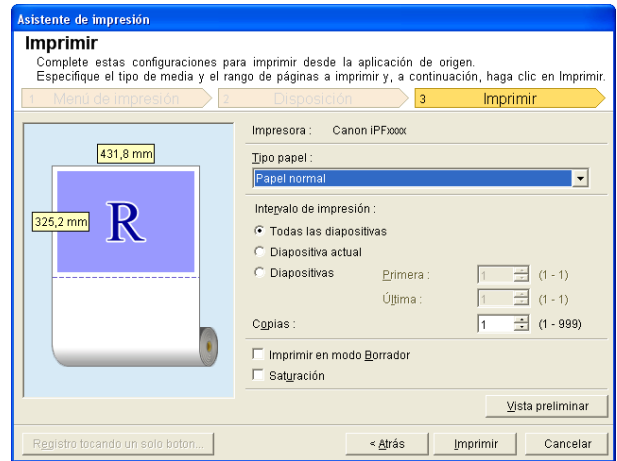 Asistente de impresión
Imprimir
Complete estas configuraciones para imprimir desde la aplicación de origen.
Especifique el tipo de media y el rango de páginas a imprimir y, a continuación, haga clic en Imprimir.
1 Menú de impresión 2 Disposición 3 Imprimir
431,8 mm
325,2 mm
R
Impresora : Canon iPFxxxx
Tipo papel :
Papel normal
Intervalo de impresión :
Todas las diapositivas
Diapositiva actual
Diapositivas Primera : 1 (1 - 1)
Última : 1 (1 - 1)
Copias : 1 (1 - 999)
Imprimir en modo Borrador
Saturación
Vista preliminar
Registro tocando un solo boton... < Atrás Imprimir Cancelar